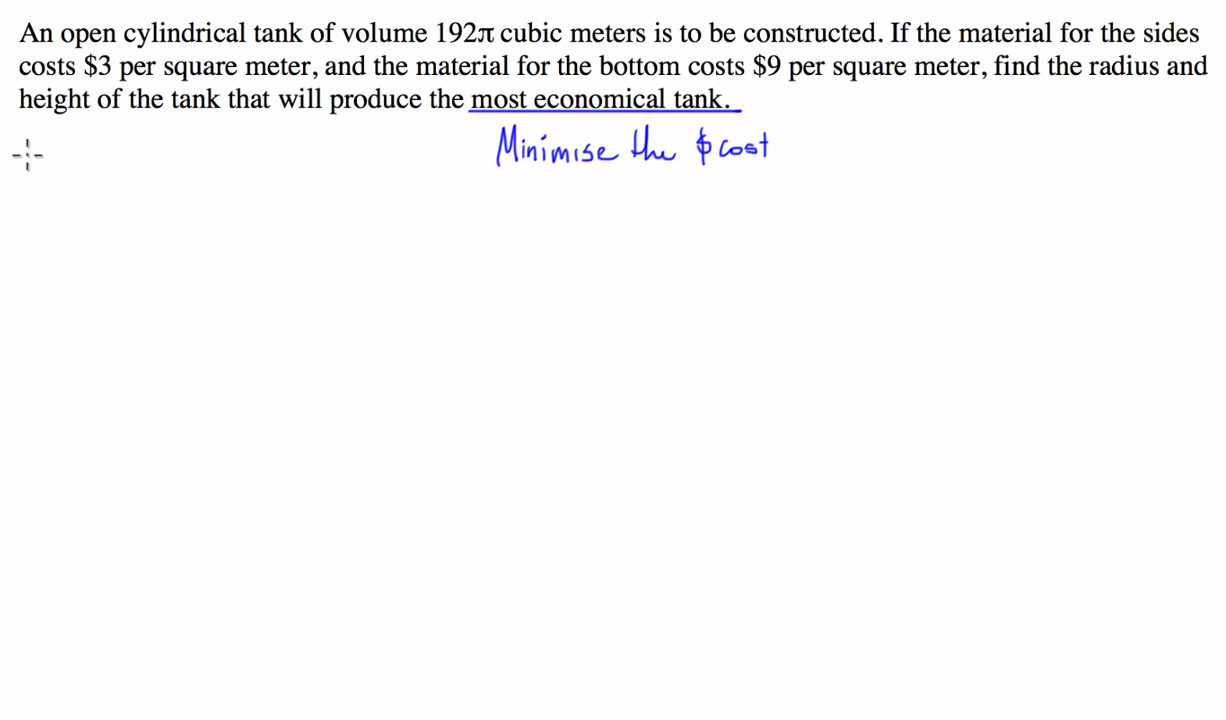 An open cylindrical tank of volume 192π cubic meters is to be constructed. If the material for the sides
costs $3 per square meter, and the material for the bottom costs $9 per square meter, find the radius and
height of the tank that will produce the most economical tank.
Minimise the $ cost